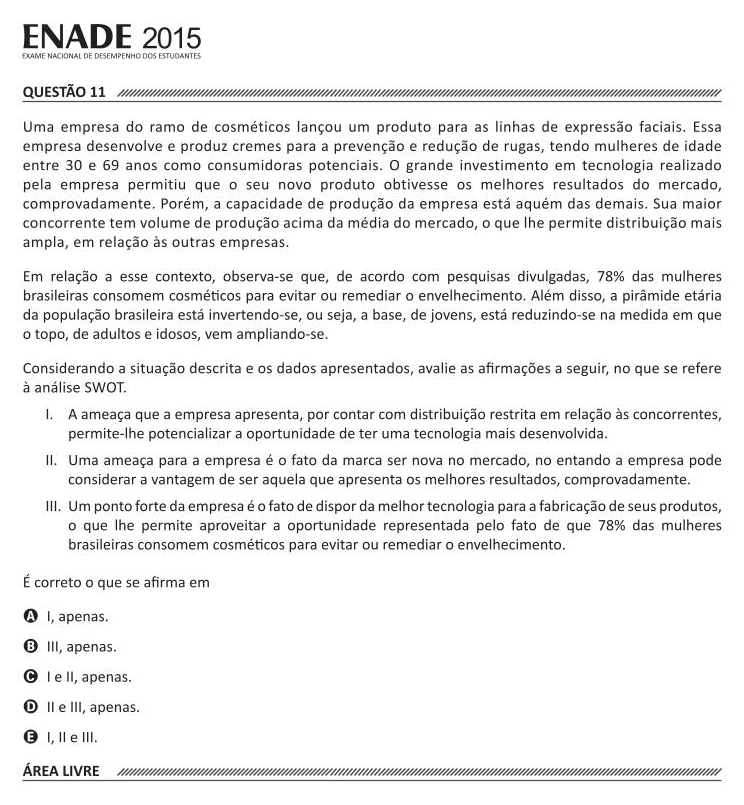 ENADE 2015
EXAME NACIONAL DE DESEMPENHO DOS ESTUDANTES
QUESTÃO 11
Uma empresa do ramo de cosméticos lançou um produto para as linhas de expressão faciais. Essa
empresa desenvolve e produz cremes para a prevenção e redução de rugas, tendo mulheres de idade
entre 30 e 69 anos como consumidoras potenciais. O grande investimento em tecnologia realizado
pela empresa permitiu que o seu novo produto obtivesse os melhores resultados do mercado,
comprovadamente. Porém, a capacidade de produção da empresa está aquém das demais. Sua maior
concorrente tem volume de produção acima da média do mercado, o que lhe permite distribuição mais
ampla, em relação às outras empresas.
Em relação a esse contexto, observa-se que, de acordo com pesquisas divulgadas, 78% das mulheres
brasileiras consomem cosméticos para evitar ou remediar o envelhecimento. Além disso, a pirâmide etária
da população brasileira está invertendo-se, ou seja, a base, de jovens, está reduzindo-se na medida em que
o topo, de adultos e idosos, vem ampliando-se.
Considerando a situação descrita e os dados apresentados, avalie as afirmações a seguir, no que se refere
à análise SWOT.
I. A ameaça que a empresa apresenta, por contar com distribuição restrita em relação às concorrentes,
permite-lhe potencializar a oportunidade de ter uma tecnologia mais desenvolvida.
II. Uma ameaça para a empresa é o fato da marca ser nova no mercado, no entando a empresa pode
considerar a vantagem de ser aquela que apresenta os melhores resultados, comprovadamente.
III. Um ponto forte da empresa é o fato de dispor da melhor tecnologia para a fabricação de seus produtos,
o que lhe permite aproveitar a oportunidade representada pelo fato de que 78% das mulheres
brasileiras consomem cosméticos para evitar ou remediar o envelhecimento.
É correto o que se afirma em
A I, apenas.
B III, apenas.
C I e II, apenas.
D II e III, apenas.
E I, II e III.
ÁREA LIVRE